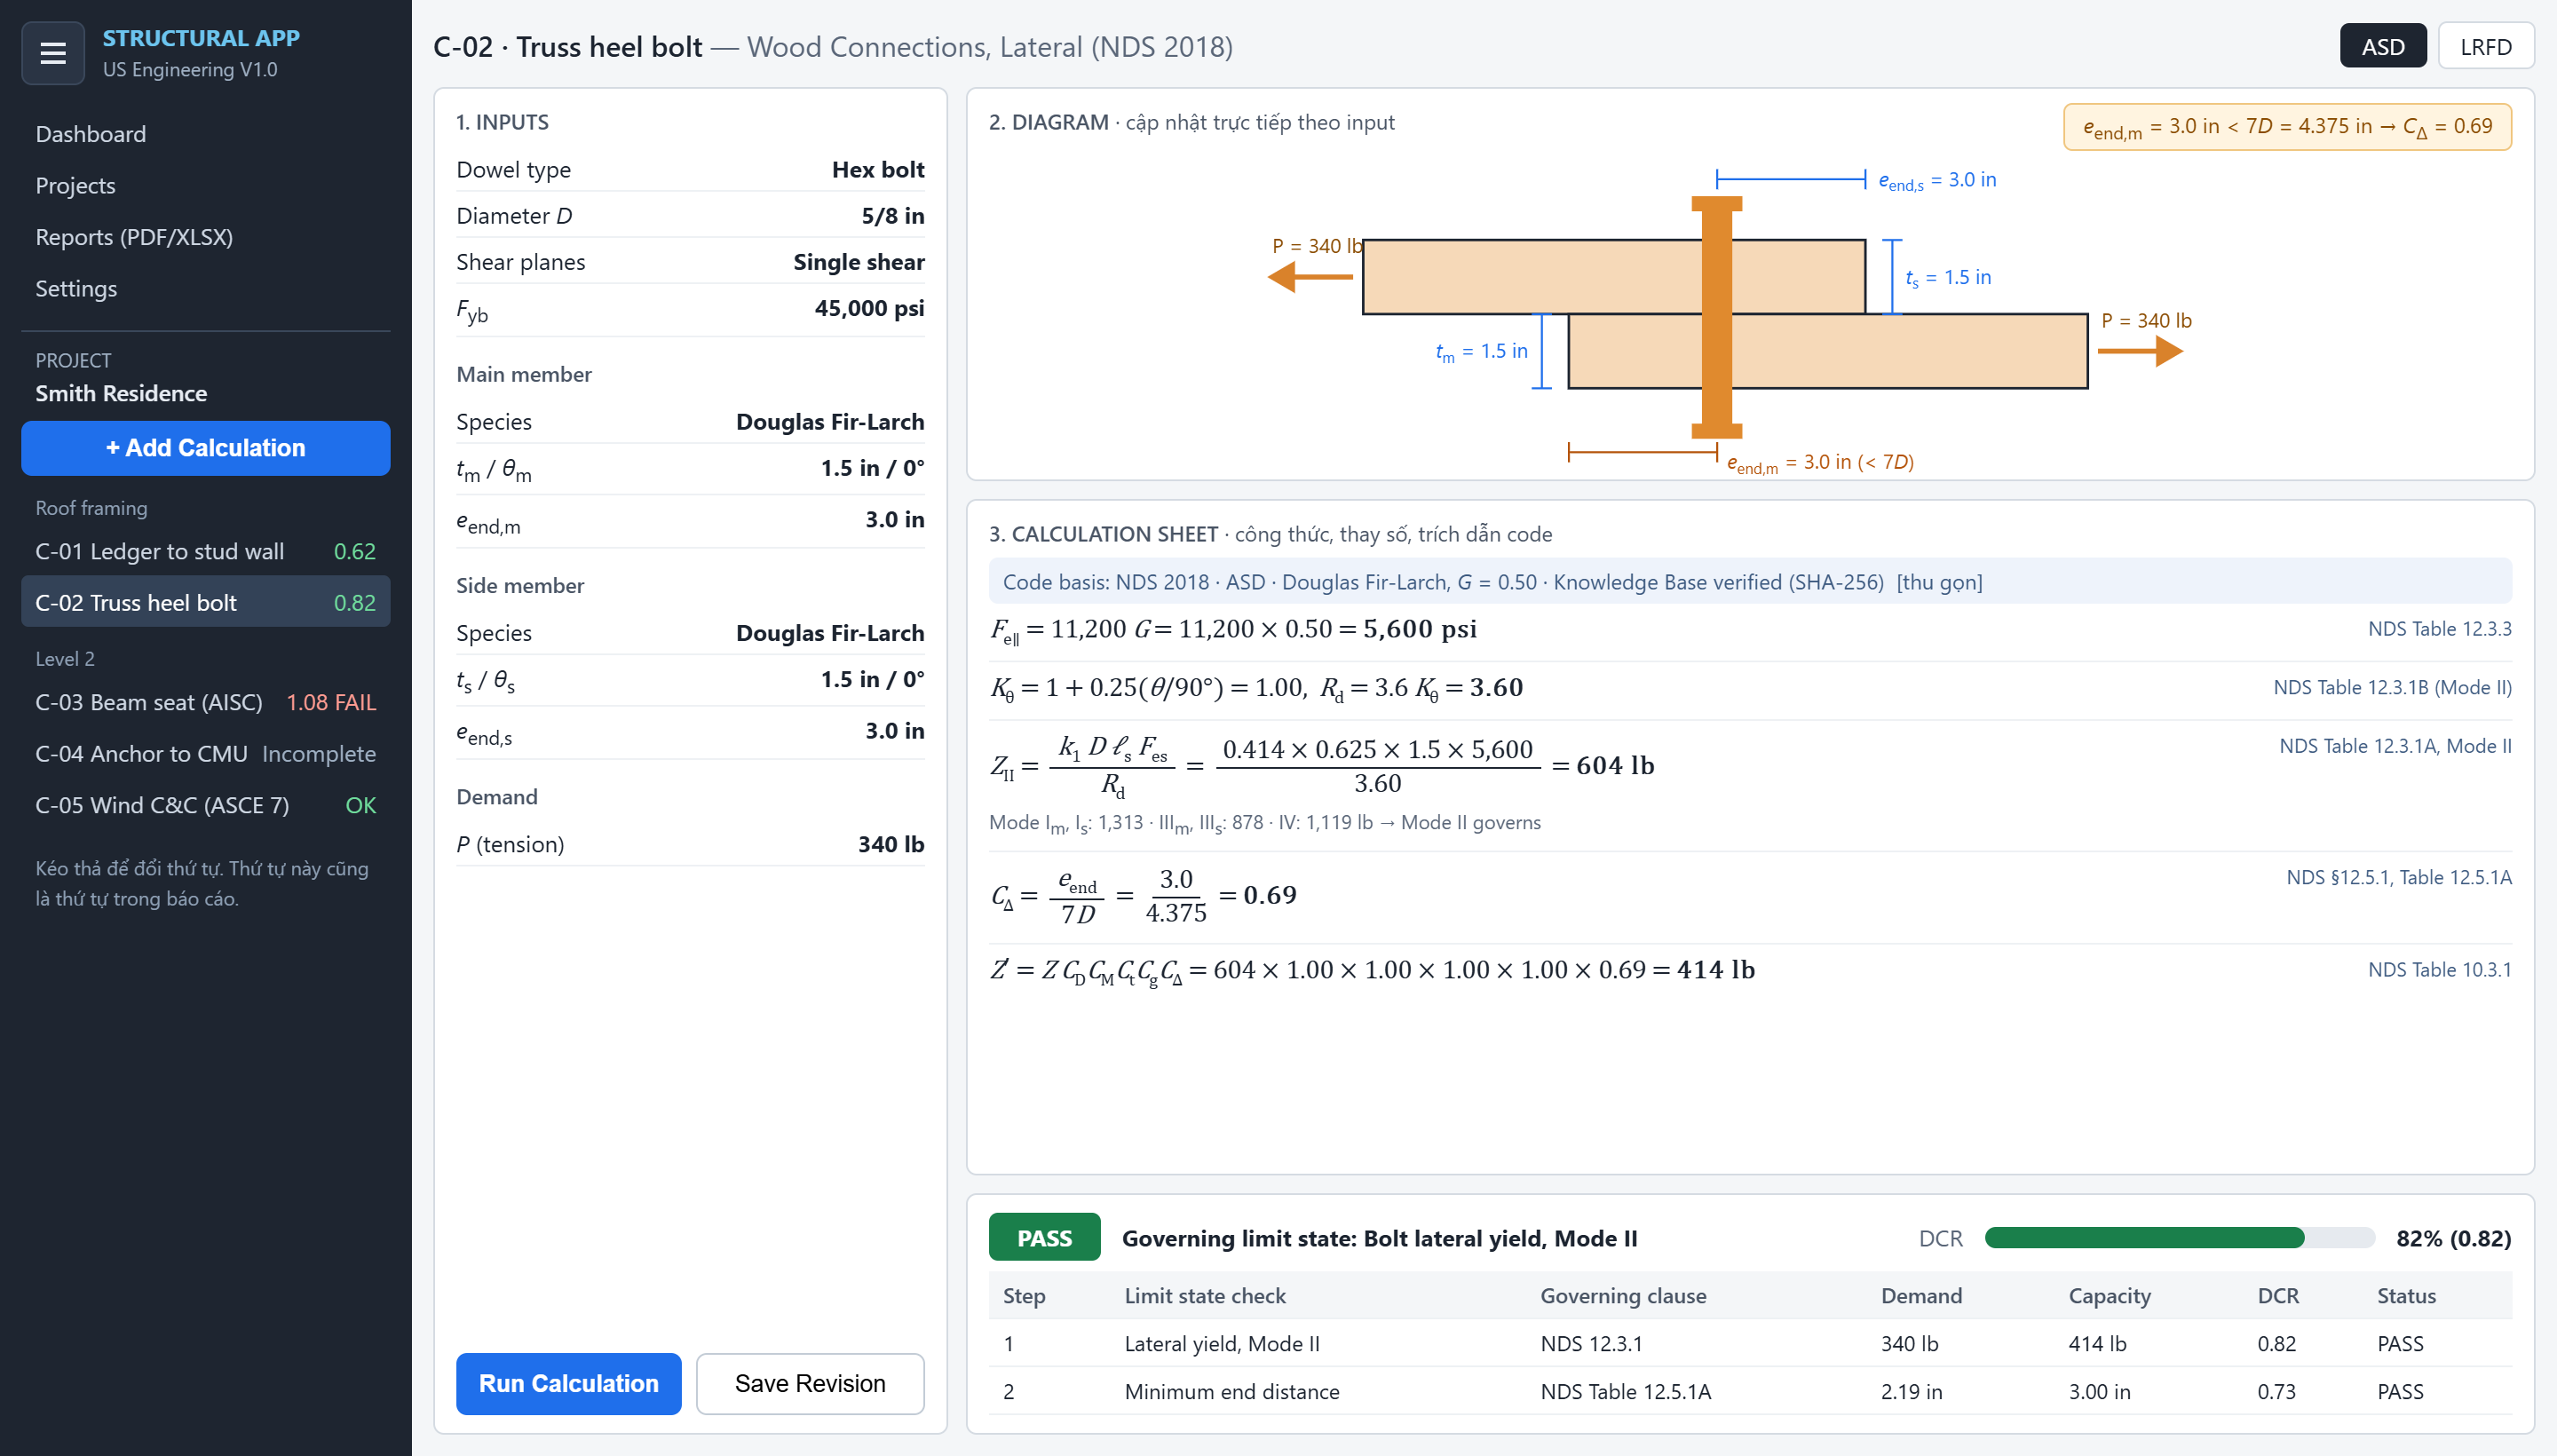 STRUCTURAL APP
US Engineering V1.0
Dashboard
Projects
Reports (PDF/XLSX)
Settings
PROJECT
Smith Residence
+ Add Calculation
Roof framing
C-01 Ledger to stud wall 0.62
C-02 Truss heel bolt 0.82
Level 2
C-03 Beam seat (AISC) 1.08 FAIL
C-04 Anchor to CMU Incomplete
C-05 Wind C&C (ASCE 7) OK
Kéo thả để đổi thứ tự. Thứ tự này cũng
là thứ tự trong báo cáo.
C-02 · Truss heel bolt — Wood Connections, Lateral (NDS 2018)
ASD LRFD
1. INPUTS
Dowel type Hex bolt
Diameter D 5/8 in
Shear planes Single shear
Fyb 45,000 psi
Main member
Species Douglas Fir-Larch
tm / θm 1.5 in / 0°
eend,m 3.0 in
Side member
Species Douglas Fir-Larch
ts / θs 1.5 in / 0°
eend,s 3.0 in
Demand
P (tension) 340 lb
Run Calculation Save Revision
2. DIAGRAM · cập nhật trực tiếp theo input
eend,m = 3.0 in < 7D = 4.375 in → CΔ = 0.69
eend,s = 3.0 in
P = 340 lb
ts = 1.5 in
P = 340 lb
tm = 1.5 in
eend,m = 3.0 in (< 7D)
3. CALCULATION SHEET · công thức, thay số, trích dẫn code
Code basis: NDS 2018 · ASD · Douglas Fir-Larch, G = 0.50 · Knowledge Base verified (SHA-256) [thu gọn]
Fe∥ = 11,200 G = 11,200 × 0.50 = 5,600 psi NDS Table 12.3.3
Kθ = 1 + 0.25(θ/90°) = 1.00, Rd = 3.6 Kθ = 3.60 NDS Table 12.3.1B (Mode II)
ZII = k1 D ℓs Fes / Rd = 0.414 × 0.625 × 1.5 × 5,600 / 3.60 = 604 lb NDS Table 12.3.1A, Mode II
Mode Im, Is: 1,313 · IIIm, IIIs: 878 · IV: 1,119 lb → Mode II governs
CΔ = eend / 7D = 3.0 / 4.375 = 0.69 NDS §12.5.1, Table 12.5.1A
Z′ = Z CD CM Ct Cg CΔ = 604 × 1.00 × 1.00 × 1.00 × 1.00 × 0.69 = 414 lb NDS Table 10.3.1
PASS Governing limit state: Bolt lateral yield, Mode II DCR 82% (0.82)
Step Limit state check Governing clause Demand Capacity DCR Status
1 Lateral yield, Mode II NDS 12.3.1 340 lb 414 lb 0.82 PASS
2 Minimum end distance NDS Table 12.5.1A 2.19 in 3.00 in 0.73 PASS